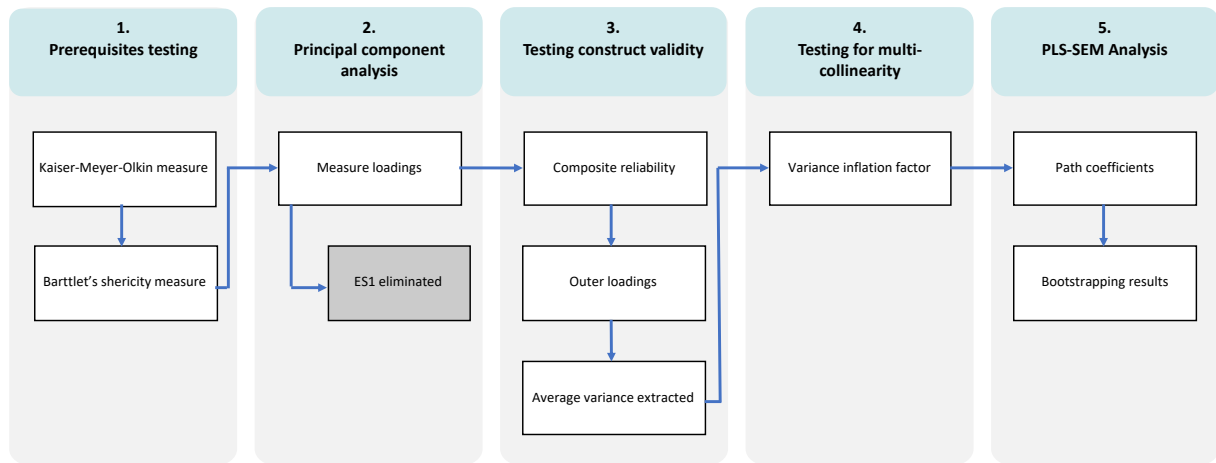 1.
Prerequisites testing
Kaiser-Meyer-Olkin measure
Barttlet’s shericity measure
2.
Principal component
analysis
Measure loadings
ES1 eliminated
3.
Testing construct validity
Composite reliability
Outer loadings
Average variance extracted
4.
Testing for multi-
collinearity
Variance inflation factor
5.
PLS-SEM Analysis
Path coefficients
Bootstrapping results